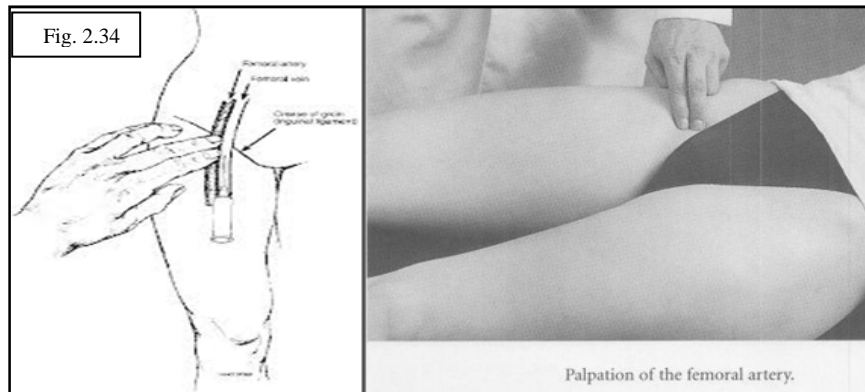 Fig. 2.34
Femoral artery
Femoral vein
Crease of groin
(inguinal ligament)
Palpation of the femoral artery.